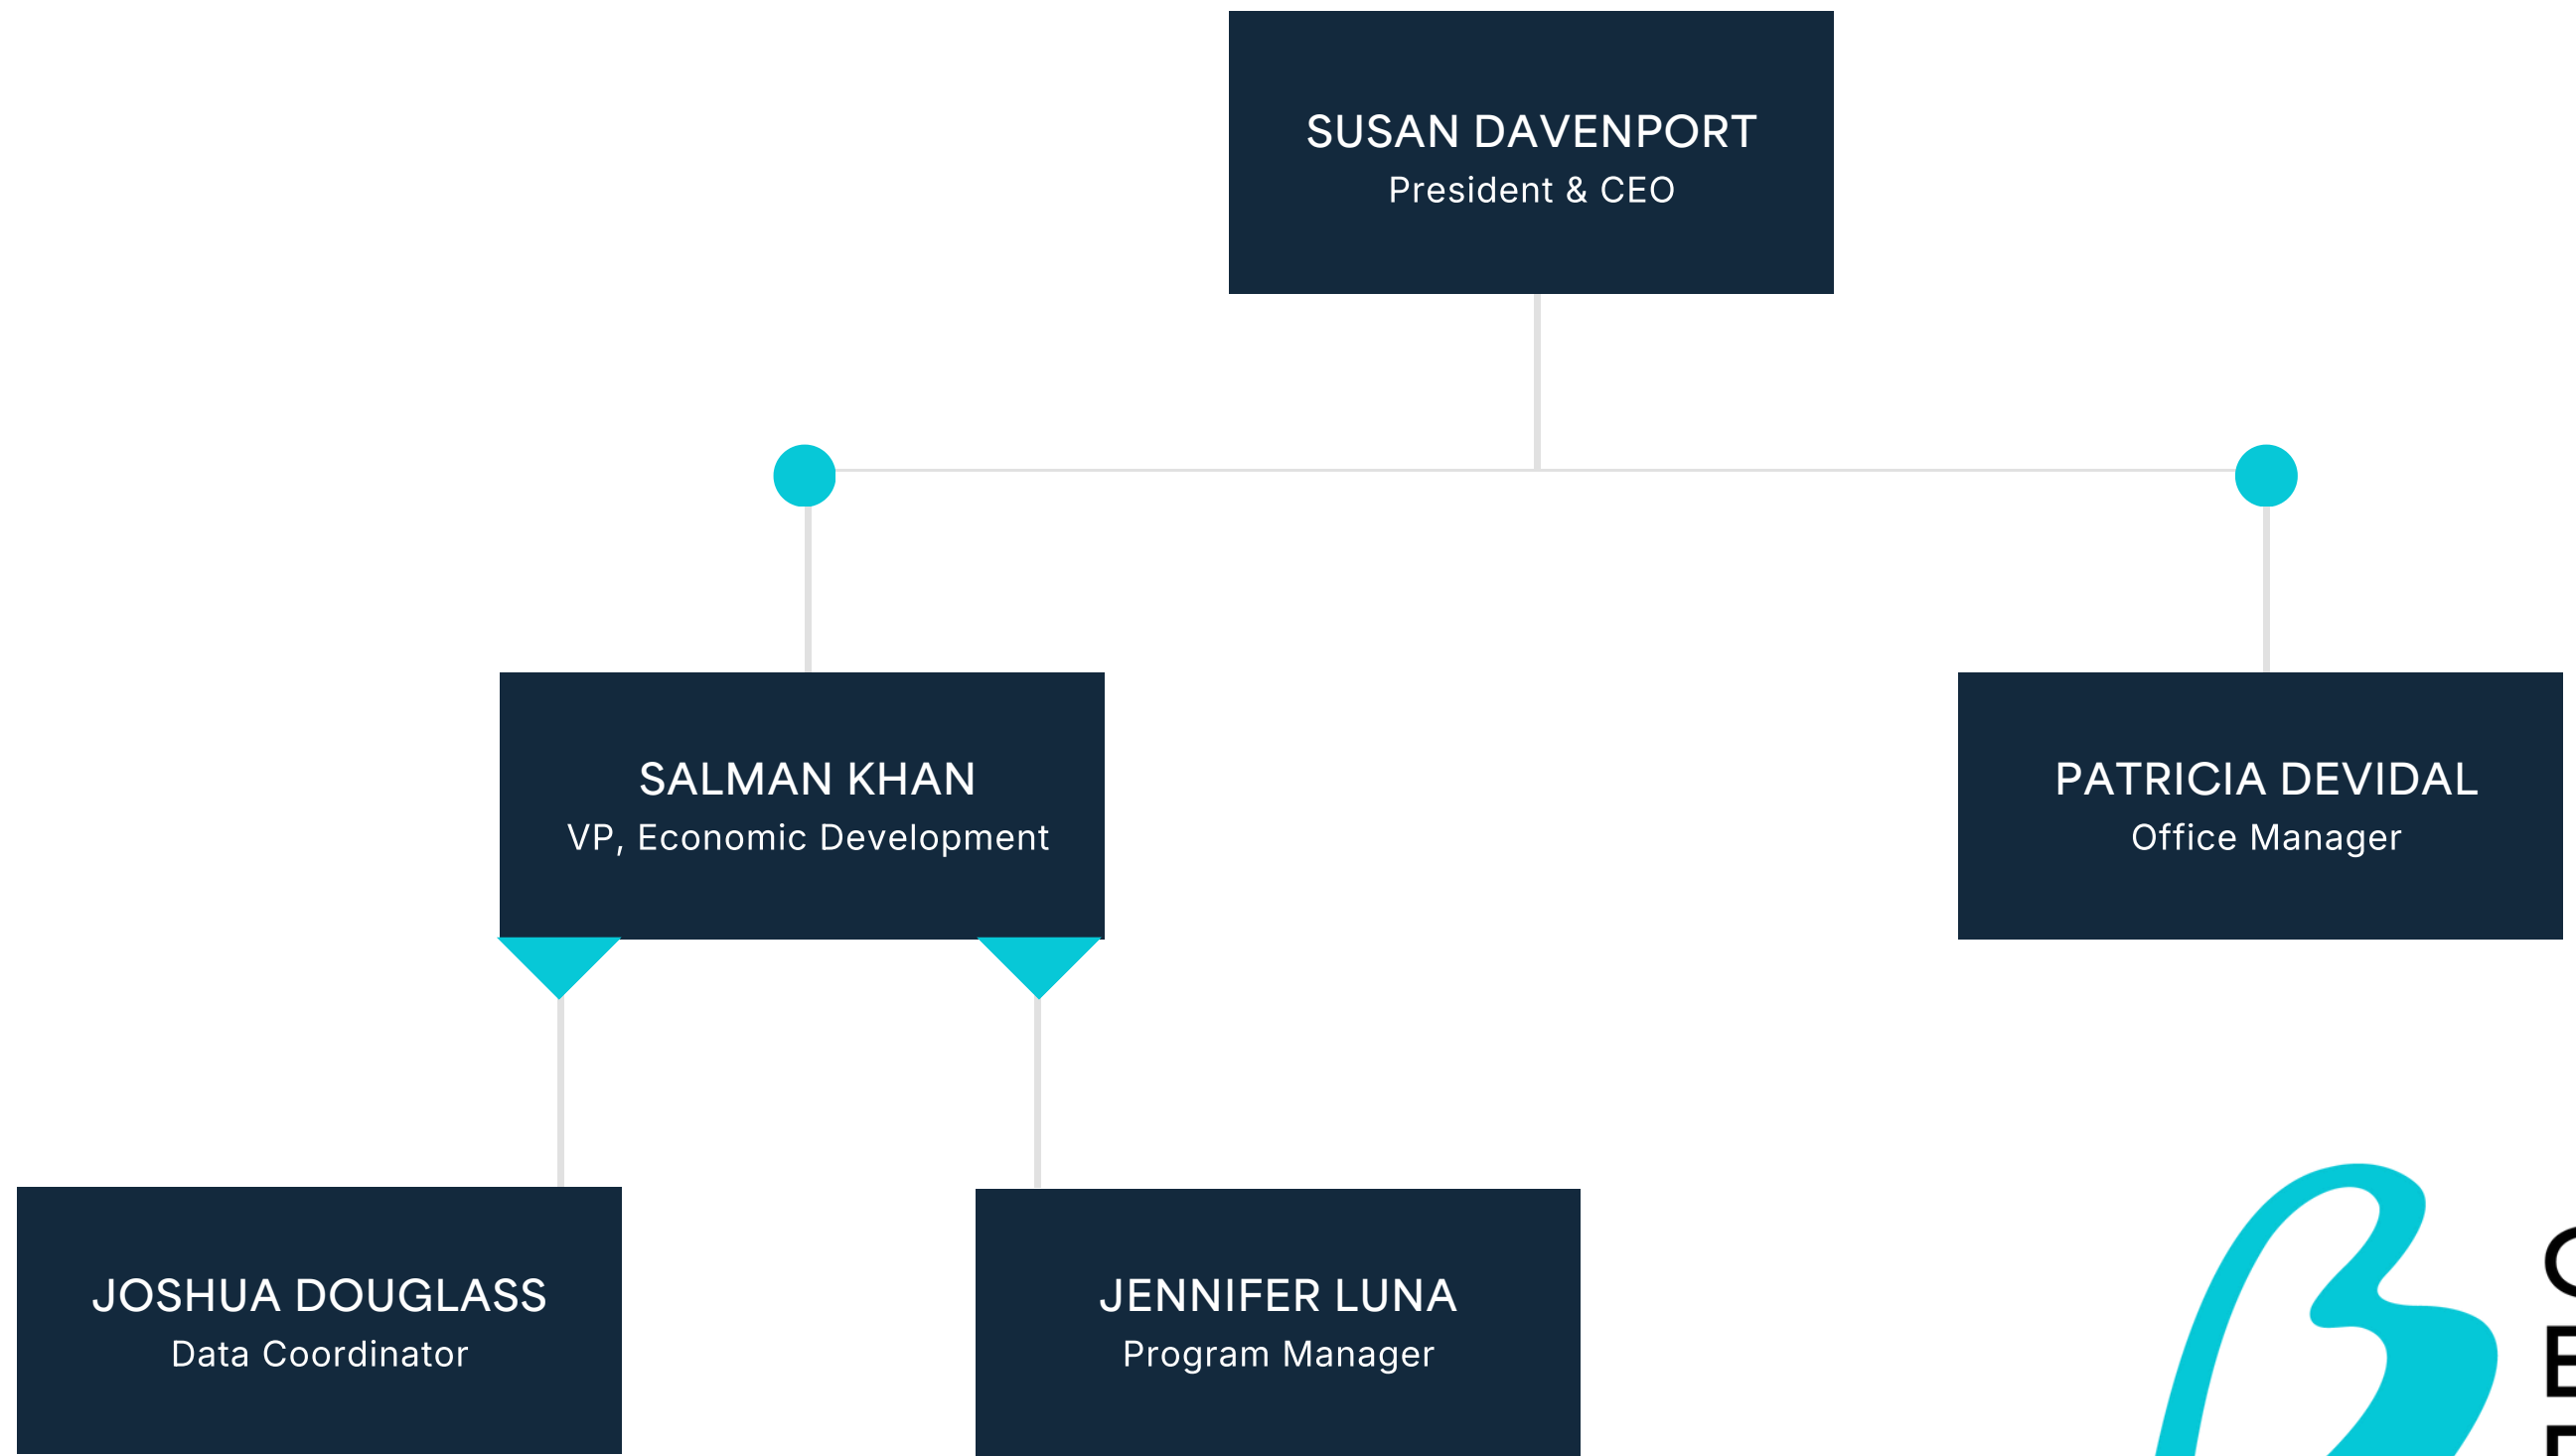 SUSAN DAVENPORT
President & CEO
SALMAN KHAN
VP, Economic Development
PATRICIA DEVIDAL
Office Manager
JOSHUA DOUGLASS
Data Coordinator
JENNIFER LUNA
Program Manager